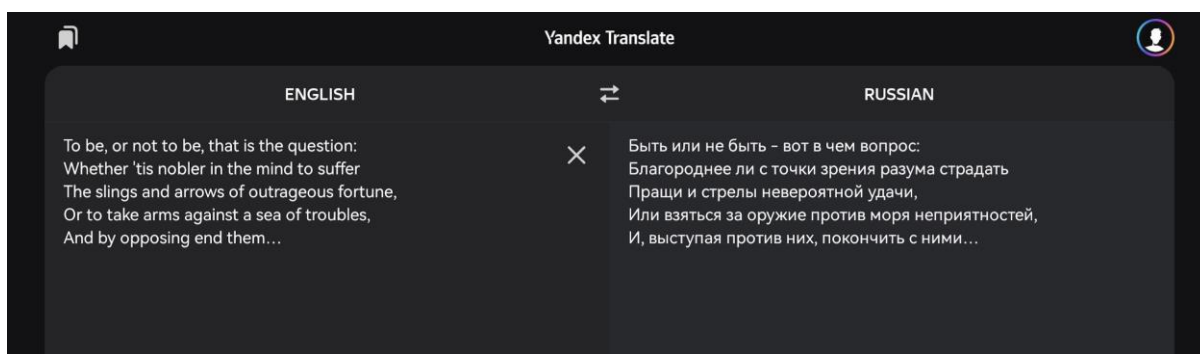 Yandex Translate
ENGLISH
RUSSIAN
To be, or not to be, that is the question:
Whether 'tis nobler in the mind to suffer
The slings and arrows of outrageous fortune,
Or to take arms against a sea of troubles,
And by opposing end them…
Быть или не быть – вот в чем вопрос:
Благороднее ли с точки зрения разума страдать
Пращи и стрелы невероятной удачи,
Или взяться за оружие против моря неприятностей,
И, выступая против них, покончить с ними…